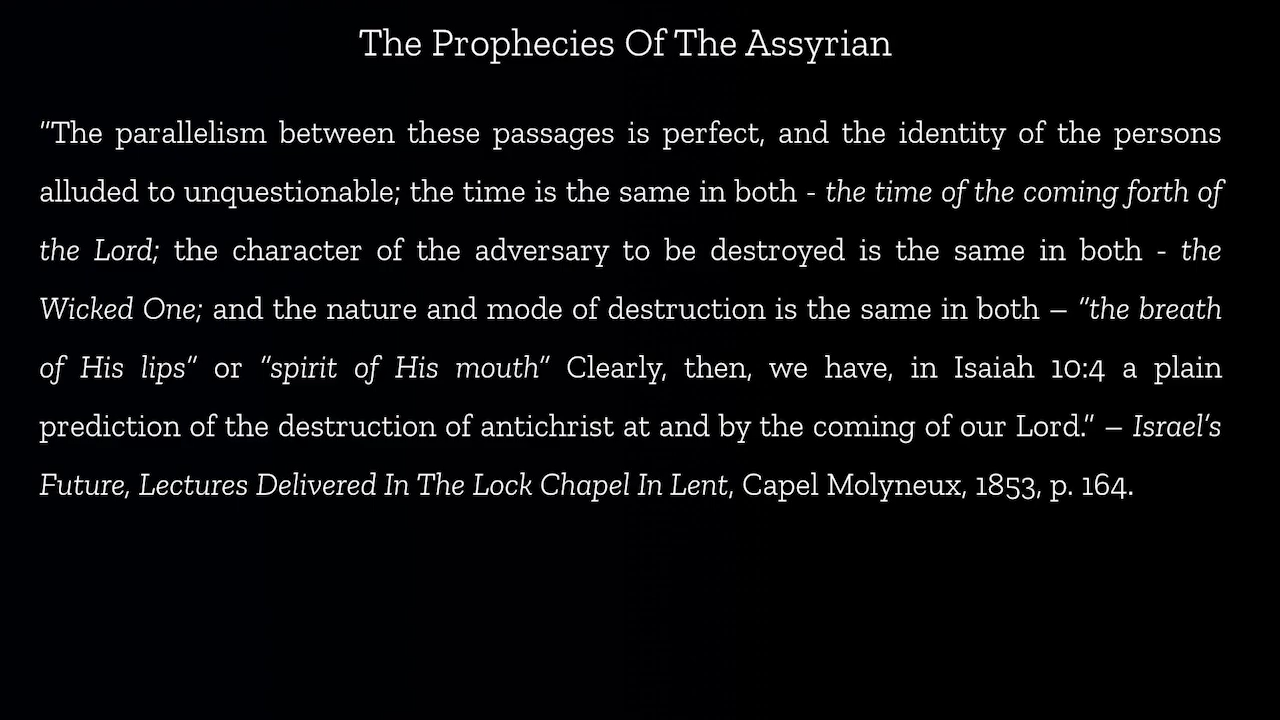 The Prophecies Of The Assyrian
"The parallelism between these passages is perfect, and the identity of the persons
alluded to unquestionable; the time is the same in both - the time of the coming forth of
the Lord; the character of the adversary to be destroyed is the same in both - the
Wicked One; and the nature and mode of destruction is the same in both – "the breath
of His lips" or "spirit of His mouth" Clearly, then, we have, in Isaiah 10:4 a plain
prediction of the destruction of antichrist at and by the coming of our Lord." – Israel's
Future, Lectures Delivered In The Lock Chapel In Lent, Capel Molyneux, 1853, p. 164.